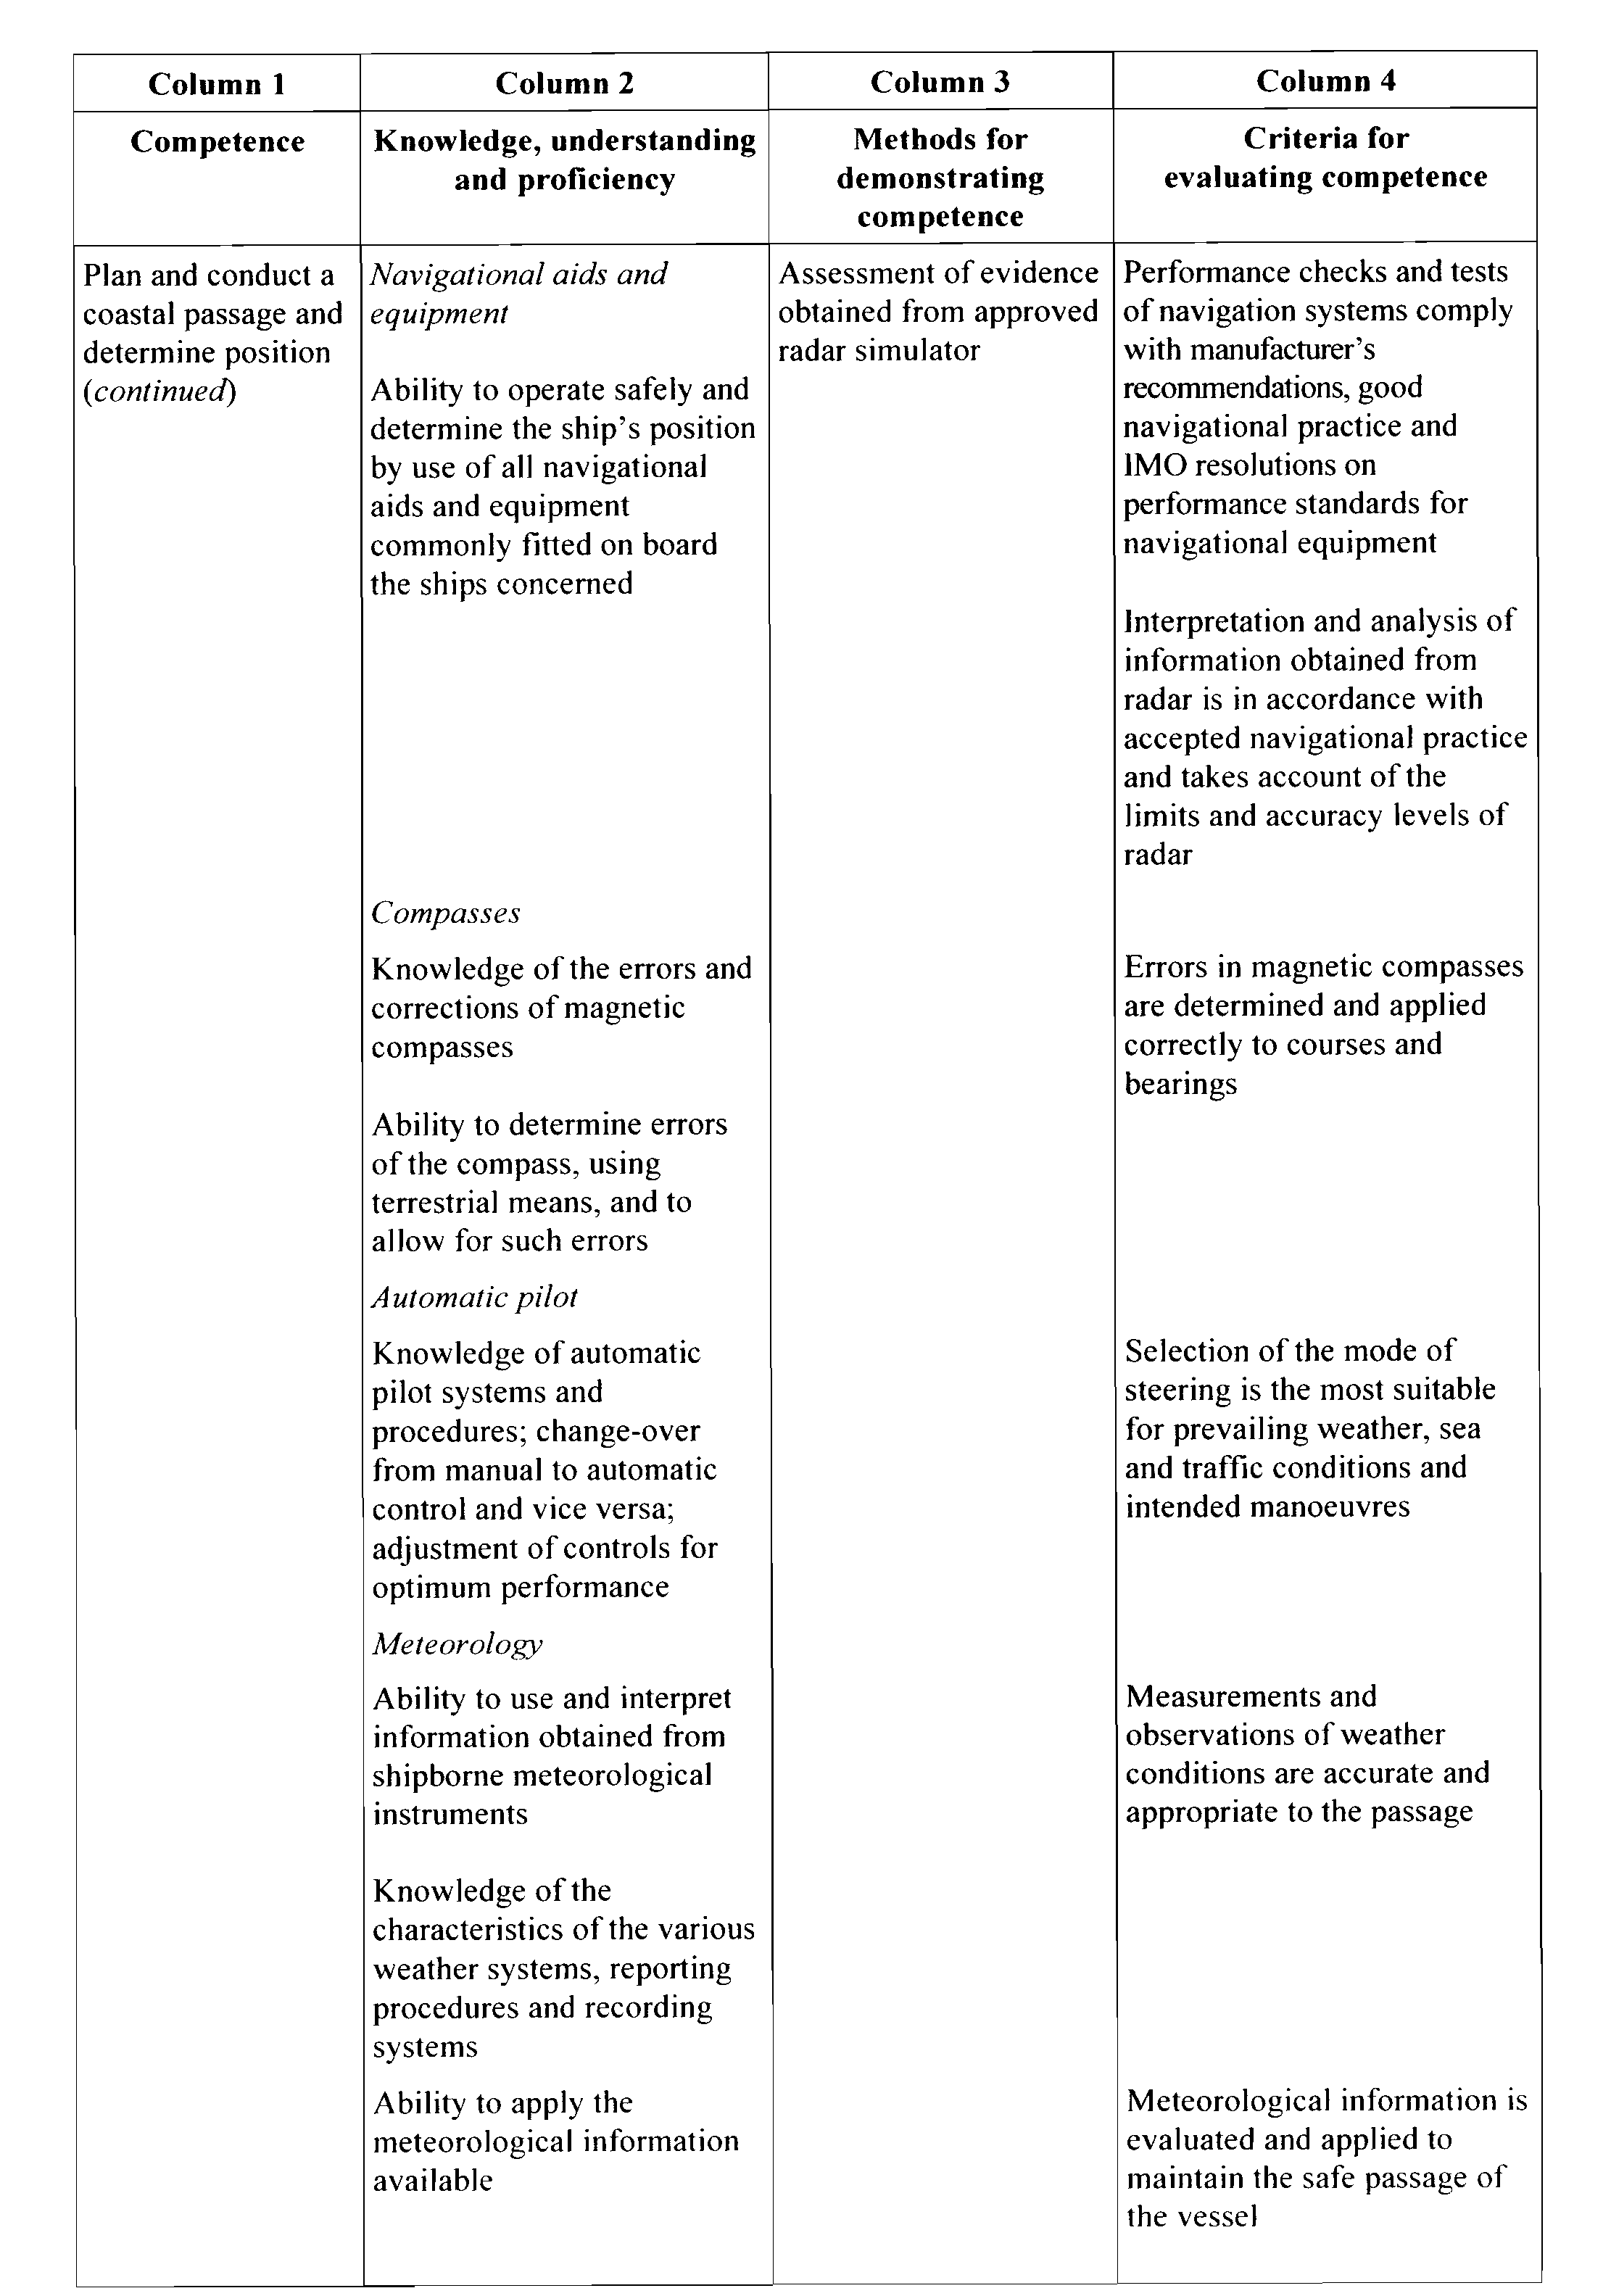 Column 1
Column 2
Column 3
Column 4
Competence
Knowledge, understanding
and proficiency
Methods for
demonstrating
competence
Criteria for
evaluating competence
Plan and conduct a
coastal passage and
determine position
(continued)
Navigational aids and
equipment
Ability to operate safely and
determine the ship's position
by use of all navigational
aids and equipment
commonly fitted on board
the ships concerned
Compasses
Knowledge of the errors and
corrections of magnetic
compasses
Ability to determine errors
of the compass, using
terrestrial means, and to
allow for such errors
Automatic pilot
Knowledge of automatic
pilot systems and
procedures; change-over
from manual to automatic
control and vice versa;
adjustment of controls for
optimum performance
Meteorology
Ability to use and interpret
information obtained from
shipborne meteorological
instruments
Knowledge of the
characteristics of the various
weather systems, reporting
procedures and recording
systems
Ability to apply the
meteorological information
available
Assessment of evidence
obtained from approved
radar simulator
Performance checks and tests
of navigation systems comply
with manufacturer's
recommendations, good
navigational practice and
IMO resolutions on
performance standards for
navigational equipment
Interpretation and analysis of
information obtained from
radar is in accordance with
accepted navigational practice
and takes account of the
limits and accuracy levels of
radar
Errors in magnetic compasses
are determined and applied
correctly to courses and
bearings
Selection of the mode of
steering is the most suitable
for prevailing weather, sea
and traffic conditions and
intended manoeuvres
Measurements and
observations of weather
conditions are accurate and
appropriate to the passage
Meteorological information is
evaluated and applied to
maintain the safe passage of
the vessel